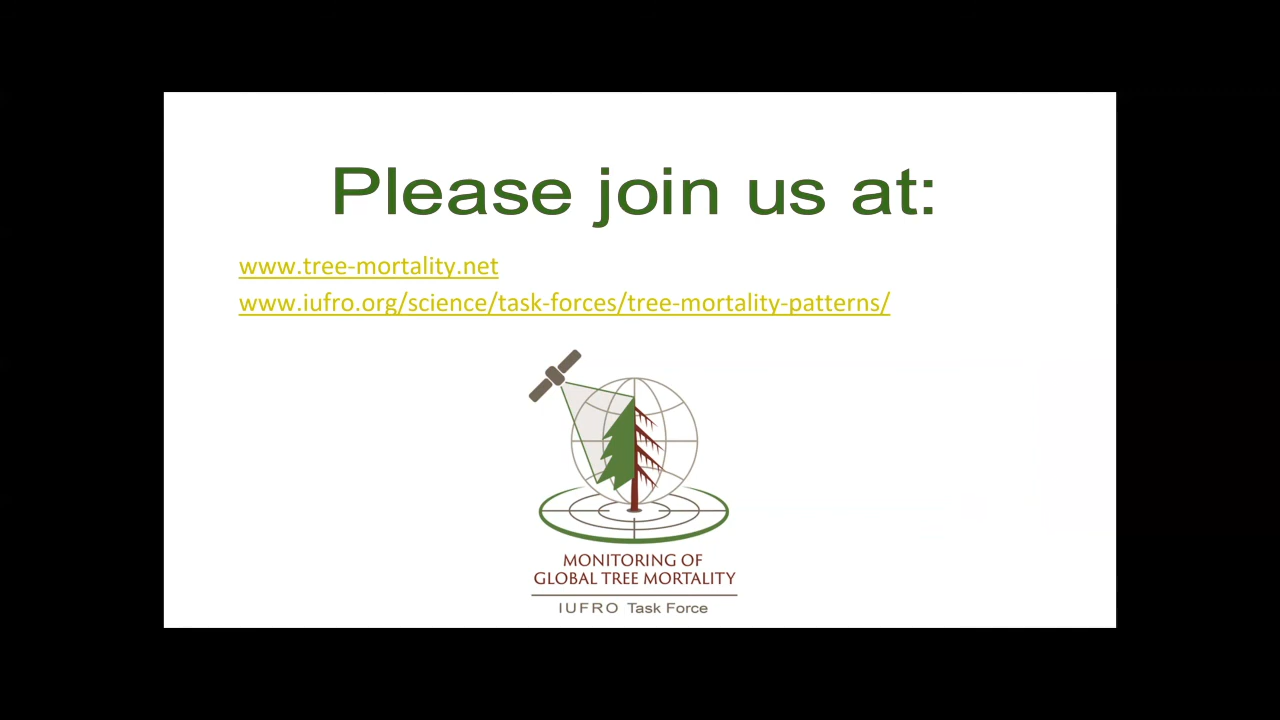 Please join us at:
www.tree-mortality.net
www.iufro.org/science/task-forces/tree-mortality-patterns/
MONITORING OF
GLOBAL TREE MORTALITY
IUFRO Task Force